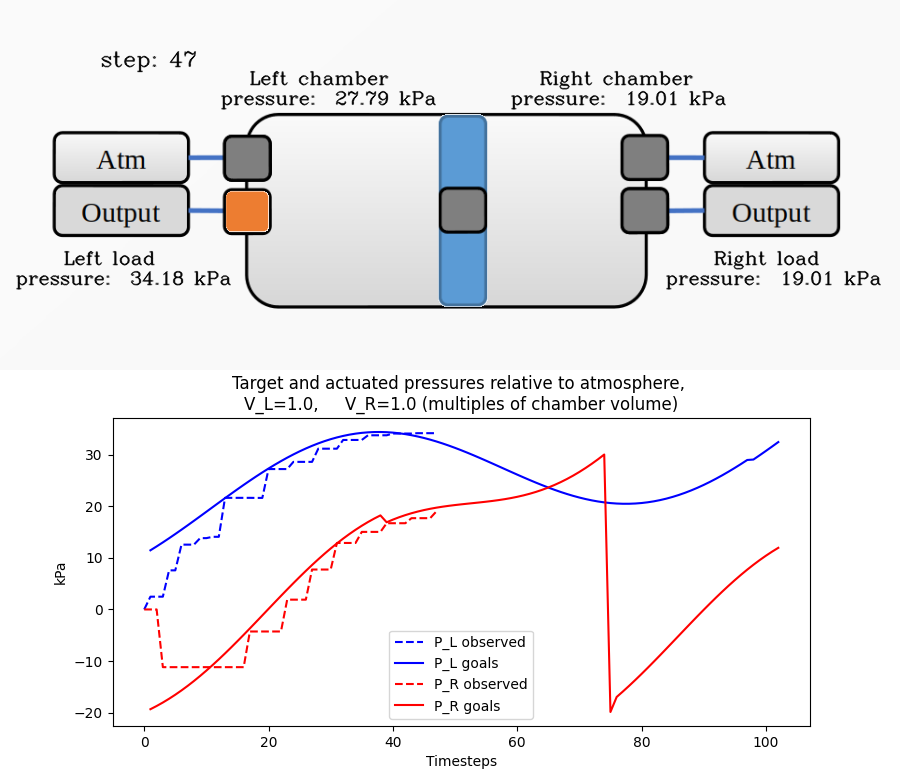 step: 47
Left chamber
pressure: 27.79 kPa
Right chamber
pressure: 19.01 kPa
Atm
Output
Atm
Output
Left load
pressure: 34.18 kPa
Right load
pressure: 19.01 kPa
Target and actuated pressures relative to atmosphere,
V_L=1.0, V_R=1.0 (multiples of chamber volume)
kPa
30
20
10
0
−10
−20
P_L observed
P_L goals
P_R observed
P_R goals
0 20 40 60 80 100
Timesteps